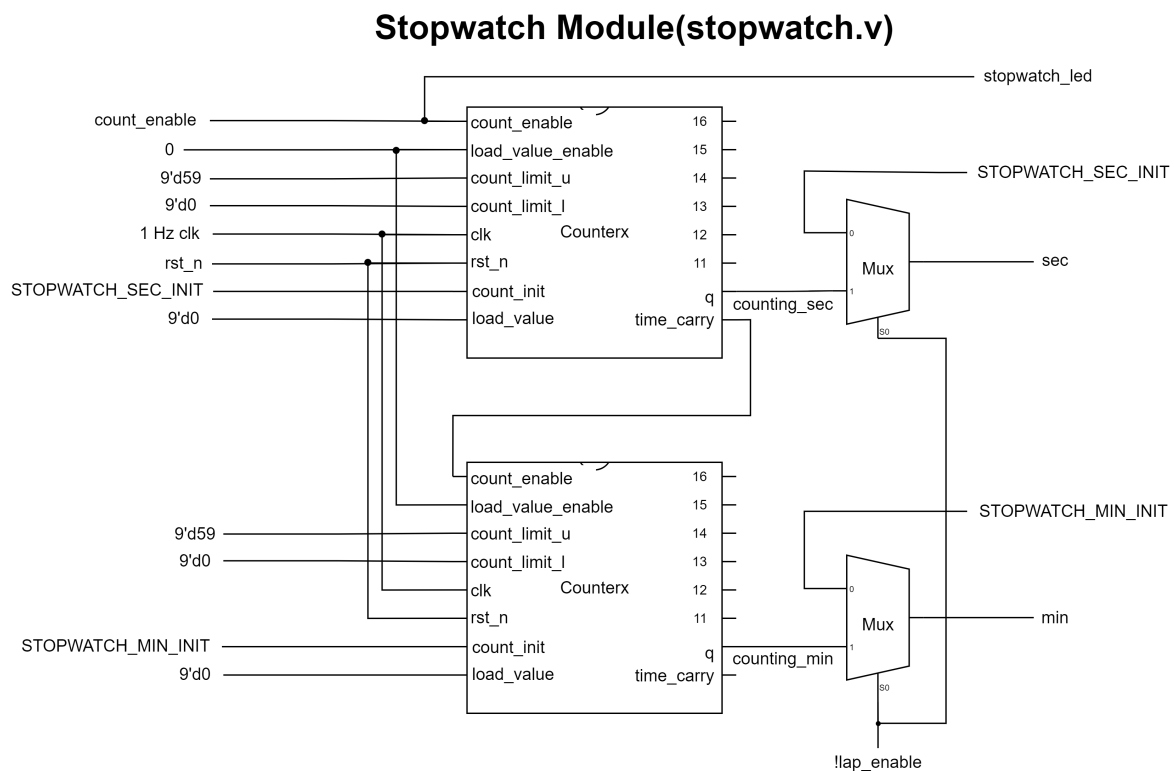 Stopwatch Module(stopwatch.v)
stopwatch_led
count_enable
0
9'd59
9'd0
1 Hz clk
rst_n
STOPWATCH_SEC_INIT
9'd0
count_enable
load_value_enable
count_limit_u
count_limit_l
clk
rst_n
count_init
load_value
Counterx
16
15
14
13
12
11
q
time_carry
counting_sec
STOPWATCH_SEC_INIT
0
Mux
1
S0
sec
9'd59
9'd0
STOPWATCH_MIN_INIT
9'd0
count_enable
load_value_enable
count_limit_u
count_limit_l
clk
rst_n
count_init
load_value
Counterx
16
15
14
13
12
11
q
time_carry
counting_min
STOPWATCH_MIN_INIT
0
Mux
1
S0
min
!lap_enable